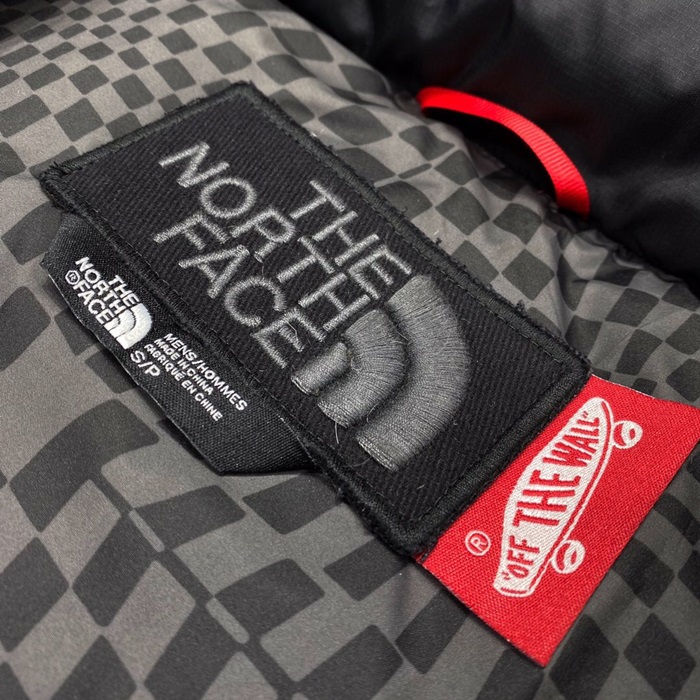 THE
NORTH
FACE
THE
NORTH
FACE®
S/P
MENS/HOMMES
MADE IN CHINA
FABRIQUÉ EN CHINE
"OFF THE WALL"
®